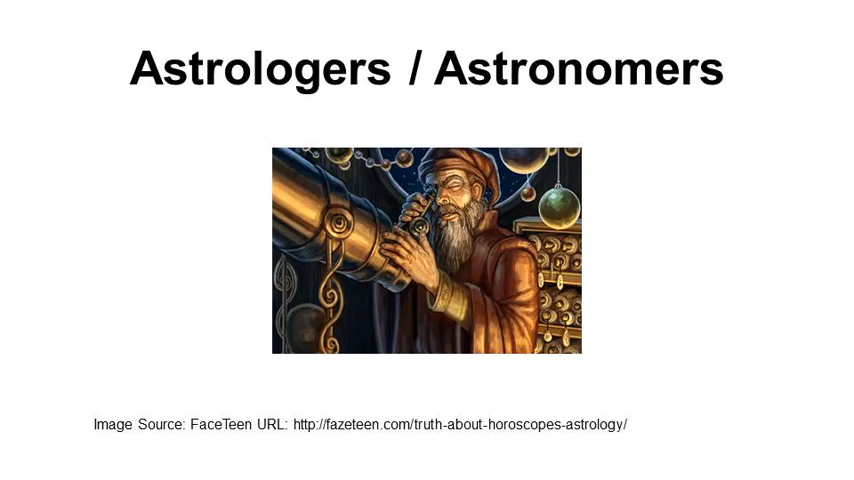 Astrologers / Astronomers
Image Source: FaceTeen URL: http://fazeteen.com/truth-about-horoscopes-astrology/